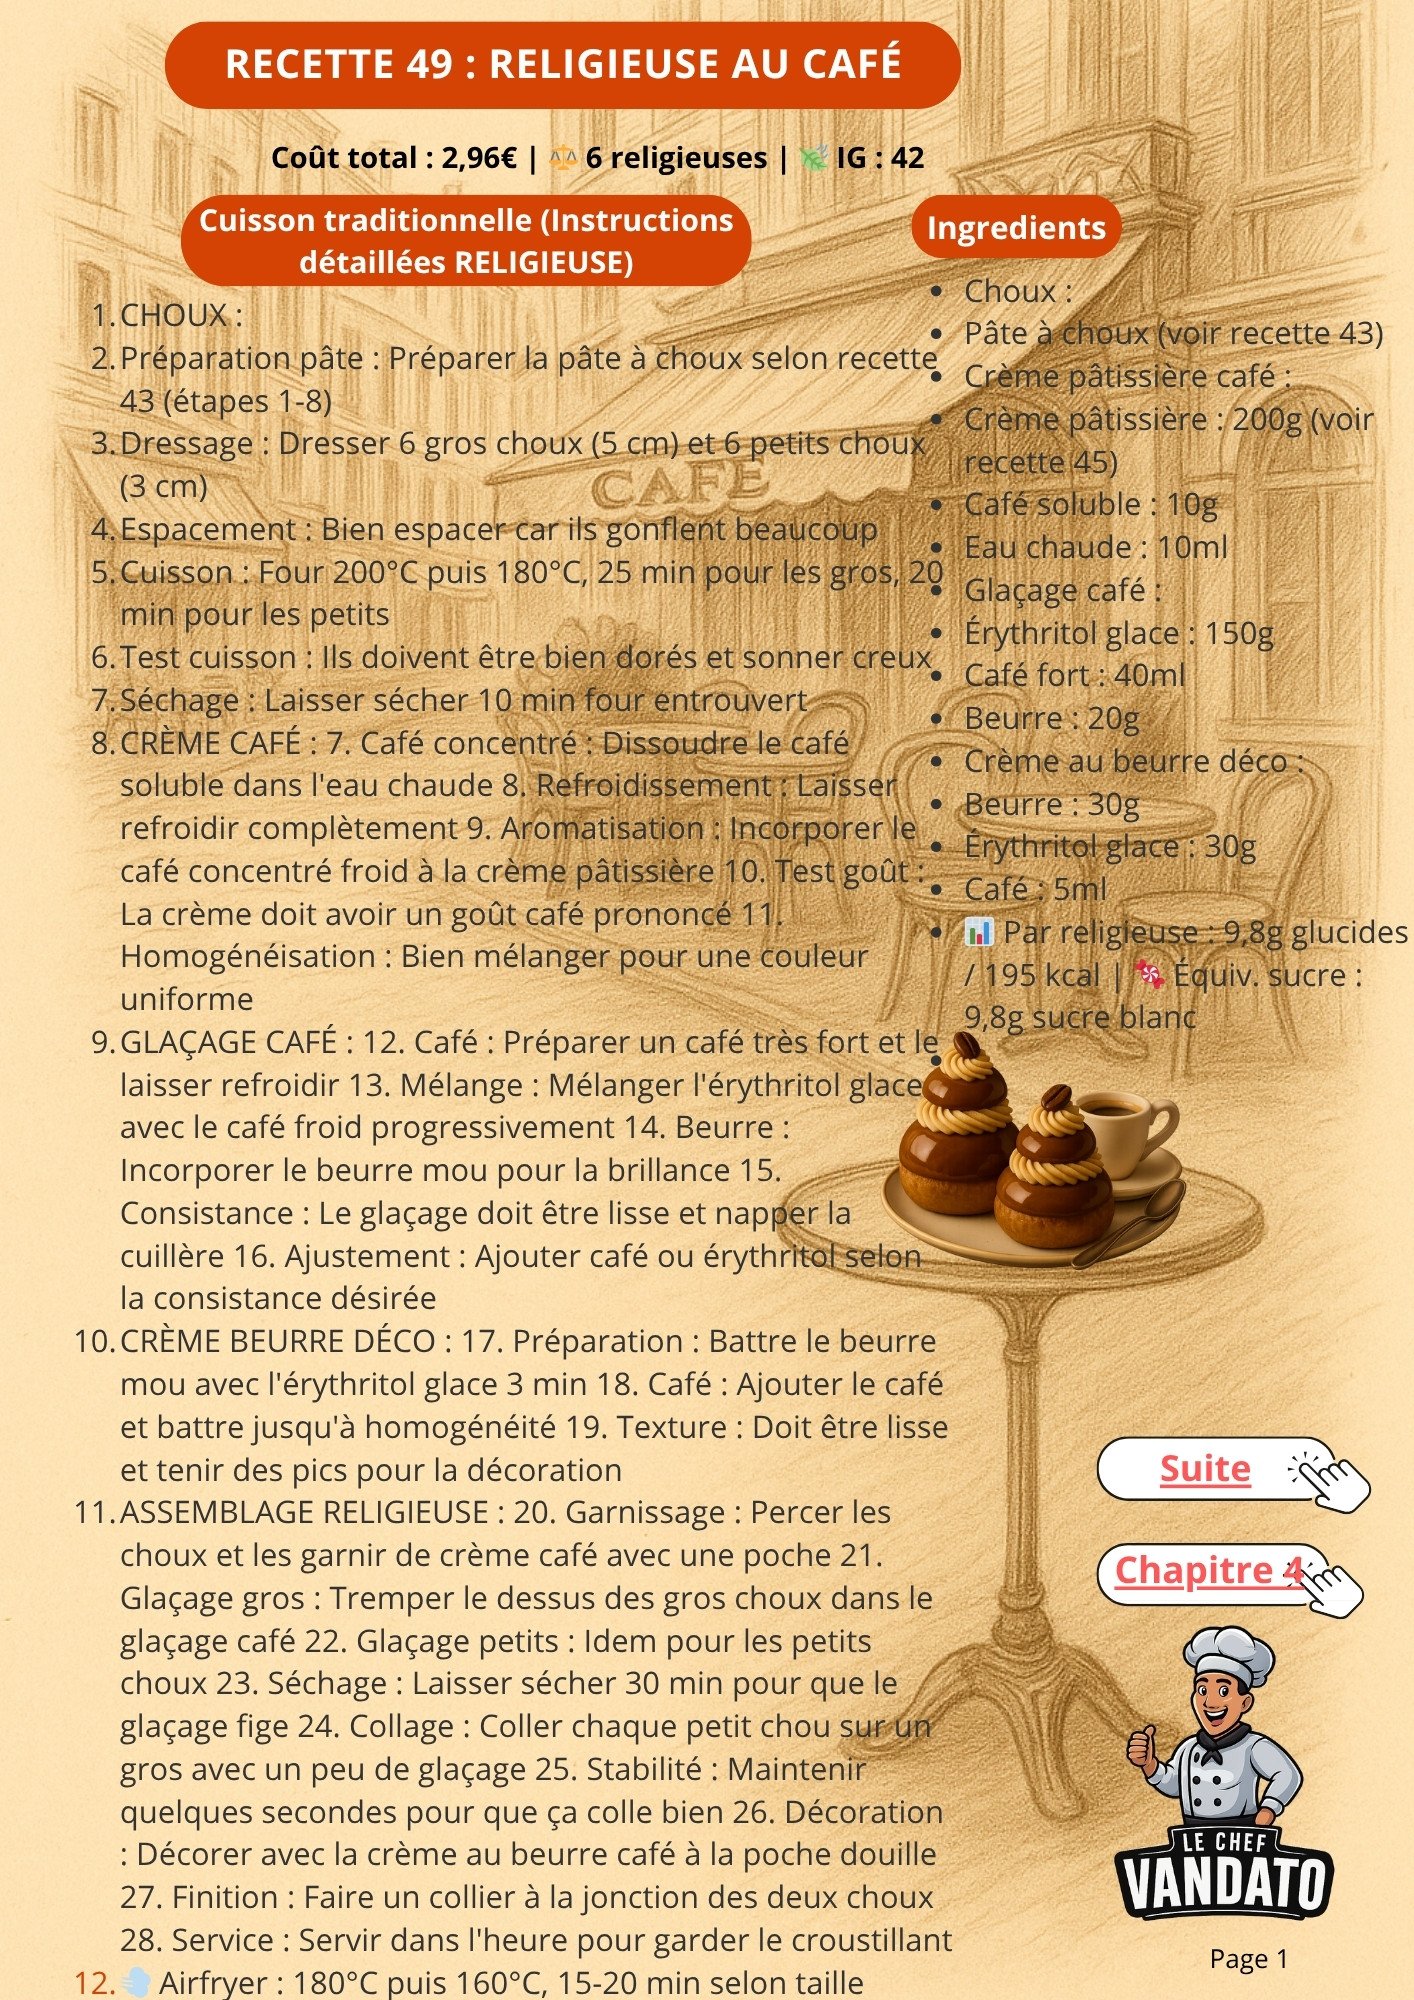 RECETTE 49 : RELIGIEUSE AU CAFÉ
Coût total : 2,96€ | ⚖️ 6 religieuses | 🌿 IG : 42
Cuisson traditionnelle (Instructions
détaillées RELIGIEUSE)
1. CHOUX :
2. Préparation pâte : Préparer la pâte à choux selon recette
43 (étapes 1-8)
3. Dressage : Dresser 6 gros choux (5 cm) et 6 petits choux
(3 cm)
4. Espacement : Bien espacer car ils gonflent beaucoup
5. Cuisson : Four 200°C puis 180°C, 25 min pour les gros, 20
min pour les petits
6. Test cuisson : Ils doivent être bien dorés et sonner creux
7. Séchage : Laisser sécher 10 min four entrouvert
8. CRÈME CAFÉ : 7. Café concentré : Dissoudre le café
soluble dans l'eau chaude 8. Refroidissement : Laisser
refroidir complètement 9. Aromatisation : Incorporer le
café concentré froid à la crème pâtissière 10. Test goût :
La crème doit avoir un goût café prononcé 11.
Homogénéisation : Bien mélanger pour une couleur
uniforme
9. GLAÇAGE CAFÉ : 12. Café : Préparer un café très fort et le
laisser refroidir 13. Mélange : Mélanger l'érythritol glace
avec le café froid progressivement 14. Beurre :
Incorporer le beurre mou pour la brillance 15.
Consistance : Le glaçage doit être lisse et napper la
cuillère 16. Ajustement : Ajouter café ou érythritol selon
la consistance désirée
10. CRÈME BEURRE DÉCO : 17. Préparation : Battre le beurre
mou avec l'érythritol glace 3 min 18. Café : Ajouter le café
et battre jusqu'à homogénéité 19. Texture : Doit être lisse
et tenir des pics pour la décoration
11. ASSEMBLAGE RELIGIEUSE : 20. Garnissage : Percer les
choux et les garnir de crème café avec une poche 21.
Glaçage gros : Tremper le dessus des gros choux dans le
glaçage café 22. Glaçage petits : Idem pour les petits
choux 23. Séchage : Laisser sécher 30 min pour que le
glaçage fige 24. Collage : Coller chaque petit chou sur un
gros avec un peu de glaçage 25. Stabilité : Maintenir
quelques secondes pour que ça colle bien 26. Décoration
: Décorer avec la crème au beurre café à la poche douille
27. Finition : Faire un collier à la jonction des deux choux
28. Service : Servir dans l'heure pour garder le croustillant
12. 💨 Airfryer : 180°C puis 160°C, 15-20 min selon taille
Ingredients
• Choux :
• Pâte à choux (voir recette 43)
• Crème pâtissière café :
• Crème pâtissière : 200g (voir
recette 45)
• Café soluble : 10g
• Eau chaude : 10ml
• Glaçage café :
• Érythritol glace : 150g
• Café fort : 40ml
• Beurre : 20g
• Crème au beurre déco :
• Beurre : 30g
• Érythritol glace : 30g
• Café : 5ml
• 📊 Par religieuse : 9,8g glucides
/ 195 kcal | 🍬 Équiv. sucre :
9,8g sucre blanc
•
CAFE
Suite
Chapitre 4
LE CHEF
VANDATO
Page 1